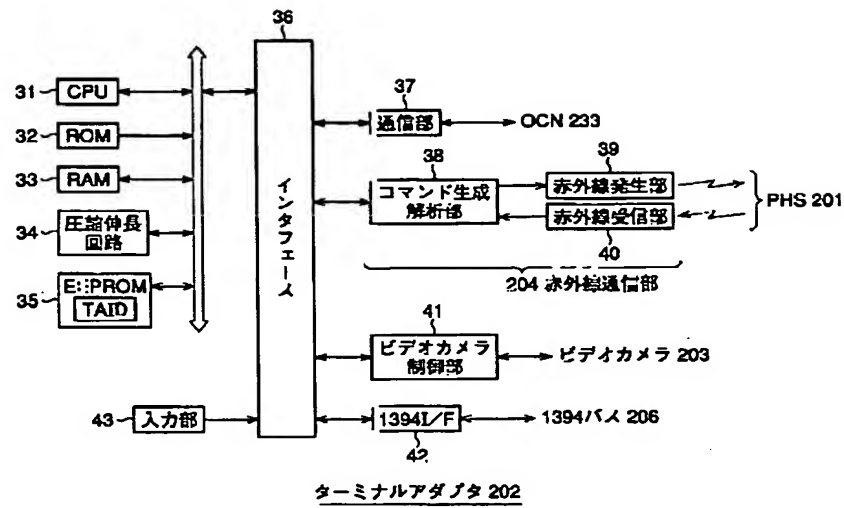 36
31 CPU
32 ROM
33 RAM
34 圧縮伸長
回路
35
TAID
インタフェース
37
通信部 OCN 233
38
コマンド生成
解析部
39
赤外線発生部
赤外線受信部
40
PHS 201
204 赤外線通信部
41
ビデオカメラ
制御部
ビデオカメラ 203
43 入力部
1394I/F
42
1394バス 206
ターミナルアダプタ 202